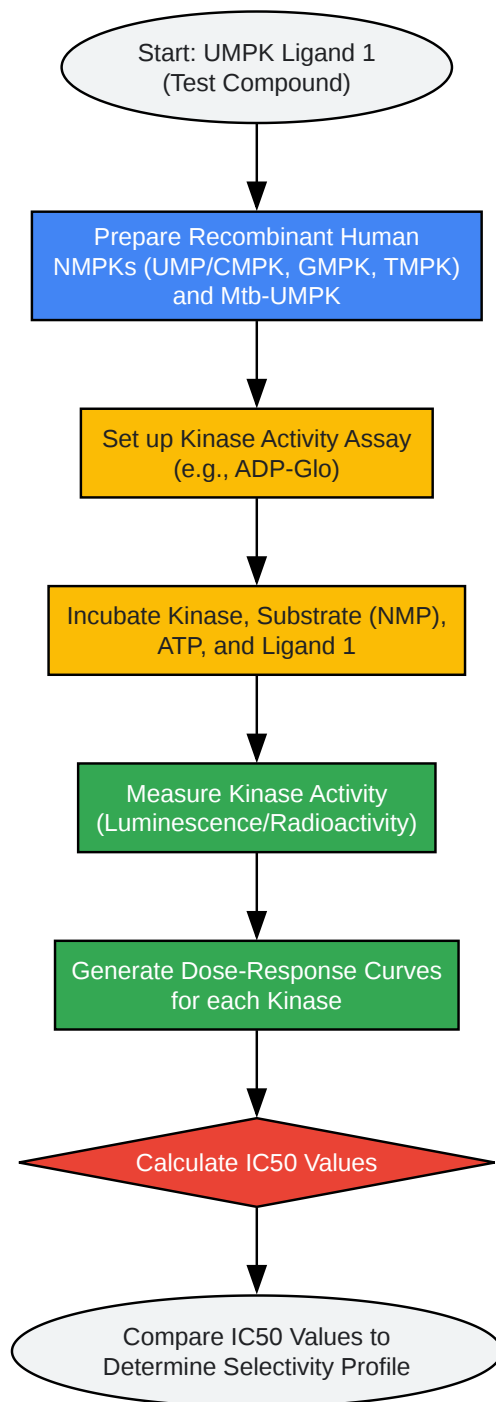 Start: UMPK Ligand 1
(Test Compound)
Prepare Recombinant Human
NMPKs (UMP/CMPK, GMPK, TMPK)
and Mtb-UMPK
Set up Kinase Activity Assay
(e.g., ADP-Glo)
Incubate Kinase, Substrate (NMP),
ATP, and Ligand 1
Measure Kinase Activity
(Luminescence/Radioactivity)
Generate Dose-Response Curves
for each Kinase
Calculate IC50 Values
Compare IC50 Values to
Determine Selectivity Profile